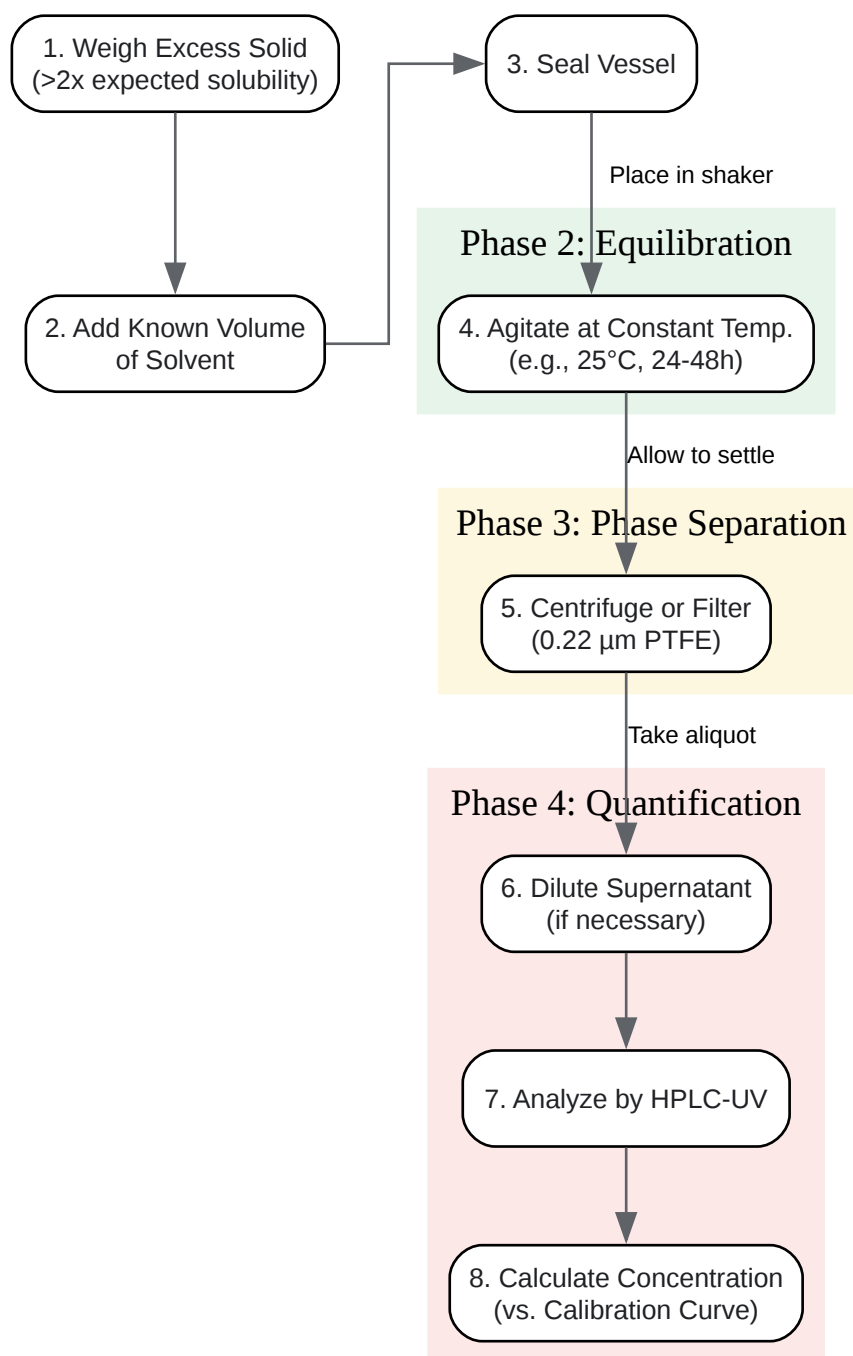 1. Weigh Excess Solid
(>2x expected solubility)
2. Add Known Volume
of Solvent
3. Seal Vessel
Place in shaker
Phase 2: Equilibration
4. Agitate at Constant Temp.
(e.g., 25°C, 24-48h)
Allow to settle
Phase 3: Phase Separation
5. Centrifuge or Filter
(0.22 µm PTFE)
Take aliquot
Phase 4: Quantification
6. Dilute Supernatant
(if necessary)
7. Analyze by HPLC-UV
8. Calculate Concentration
(vs. Calibration Curve)